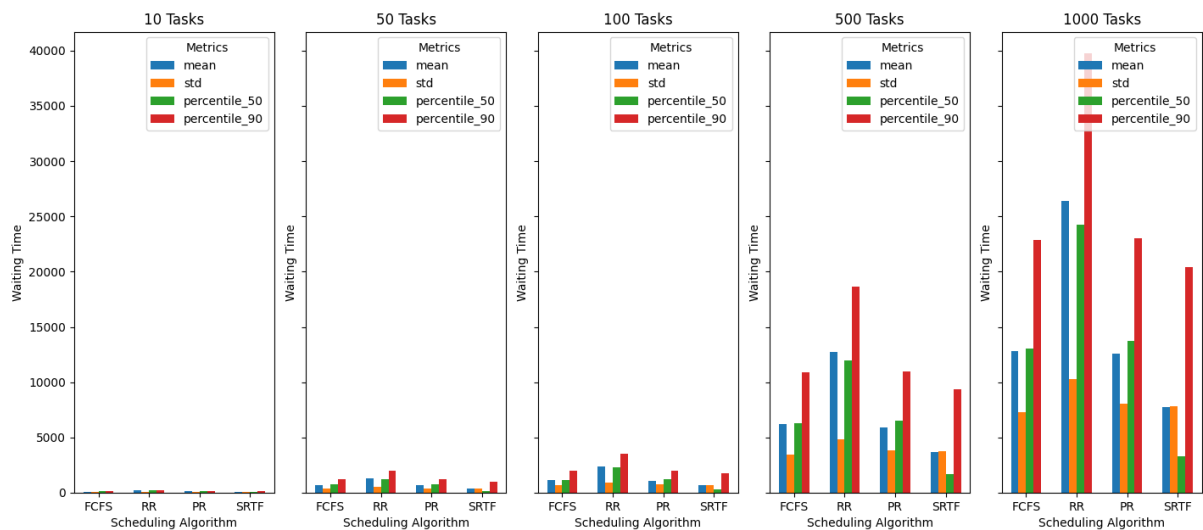 10 Tasks
50 Tasks
100 Tasks
500 Tasks
1000 Tasks
Waiting Time
40000
35000
30000
25000
20000
15000
10000
5000
0
Metrics
mean
std
percentile_50
percentile_90
FCFS
RR
PR
SRTF
Scheduling Algorithm
Waiting Time
Metrics
mean
std
percentile_50
percentile_90
FCFS
RR
PR
SRTF
Scheduling Algorithm
Waiting Time
Metrics
mean
std
percentile_50
percentile_90
FCFS
RR
PR
SRTF
Scheduling Algorithm
Waiting Time
Metrics
mean
std
percentile_50
percentile_90
FCFS
RR
PR
SRTF
Scheduling Algorithm
Waiting Time
Metrics
mean
std
percentile_50
percentile_90
FCFS
RR
PR
SRTF
Scheduling Algorithm